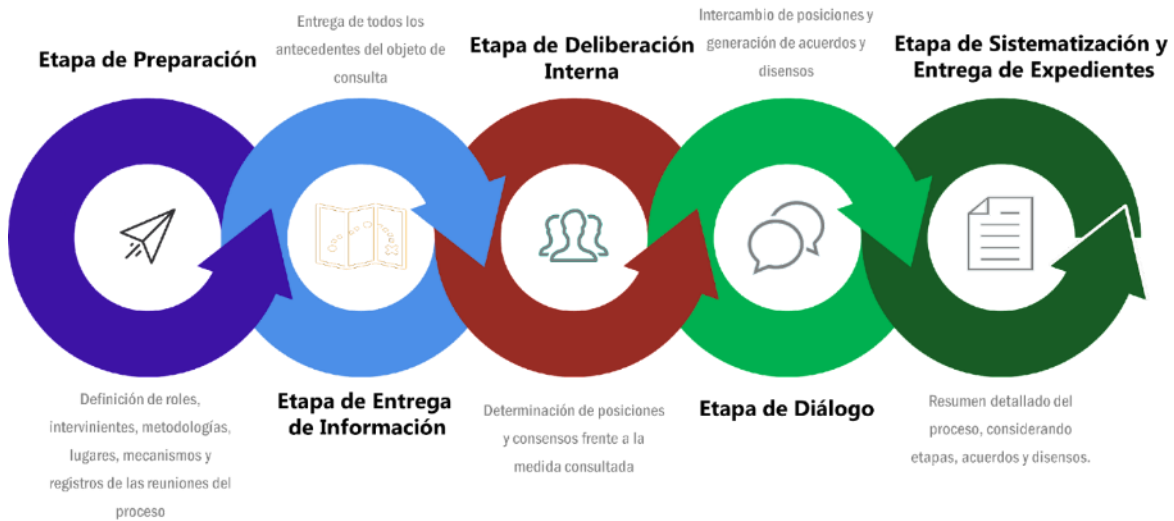 Etapa de Preparación
Definición de roles,
intervinientes, metodologías,
lugares, mecanismos y
registros de las reuniones del
proceso
Entrega de todos los
antecedentes del objeto de
consulta
Etapa de Entrega
de Información
Etapa de Deliberación
Interna
Determinación de posiciones
y consensos frente a la
medida consultada
Intercambio de posiciones y
generación de acuerdos y
disensos
Etapa de Diálogo
Etapa de Sistematización y
Entrega de Expedientes
Resumen detallado del
proceso, considerando
etapas, acuerdos y disensos.